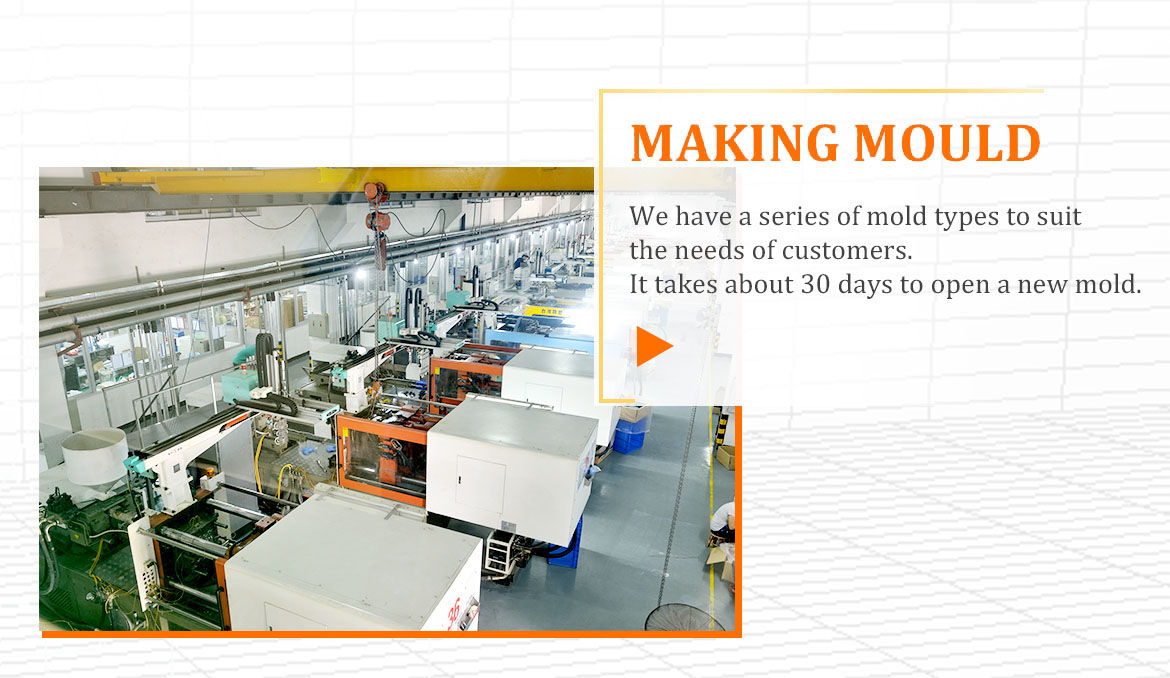 MAKING MOULD
We have a series of mold types to suit
the needs of customers.
It takes about 30 days to open a new mold.
36